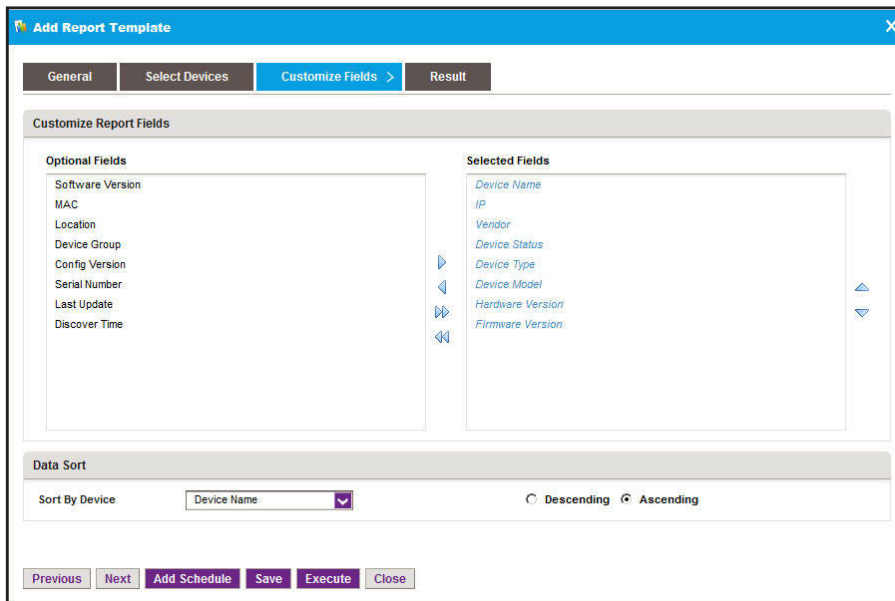 Add Report Template
General Select Devices Customize Fields > Result
Customize Report Fields
Optional Fields
Software Version
MAC
Location
Device Group
Config Version
Serial Number
Last Update
Discover Time
Selected Fields
Device Name
IP
Vendor
Device Status
Device Type
Device Model
Hardware Version
Firmware Version
Data Sort
Sort By Device Device Name Descending Ascending
Previous Next Add Schedule Save Execute Close